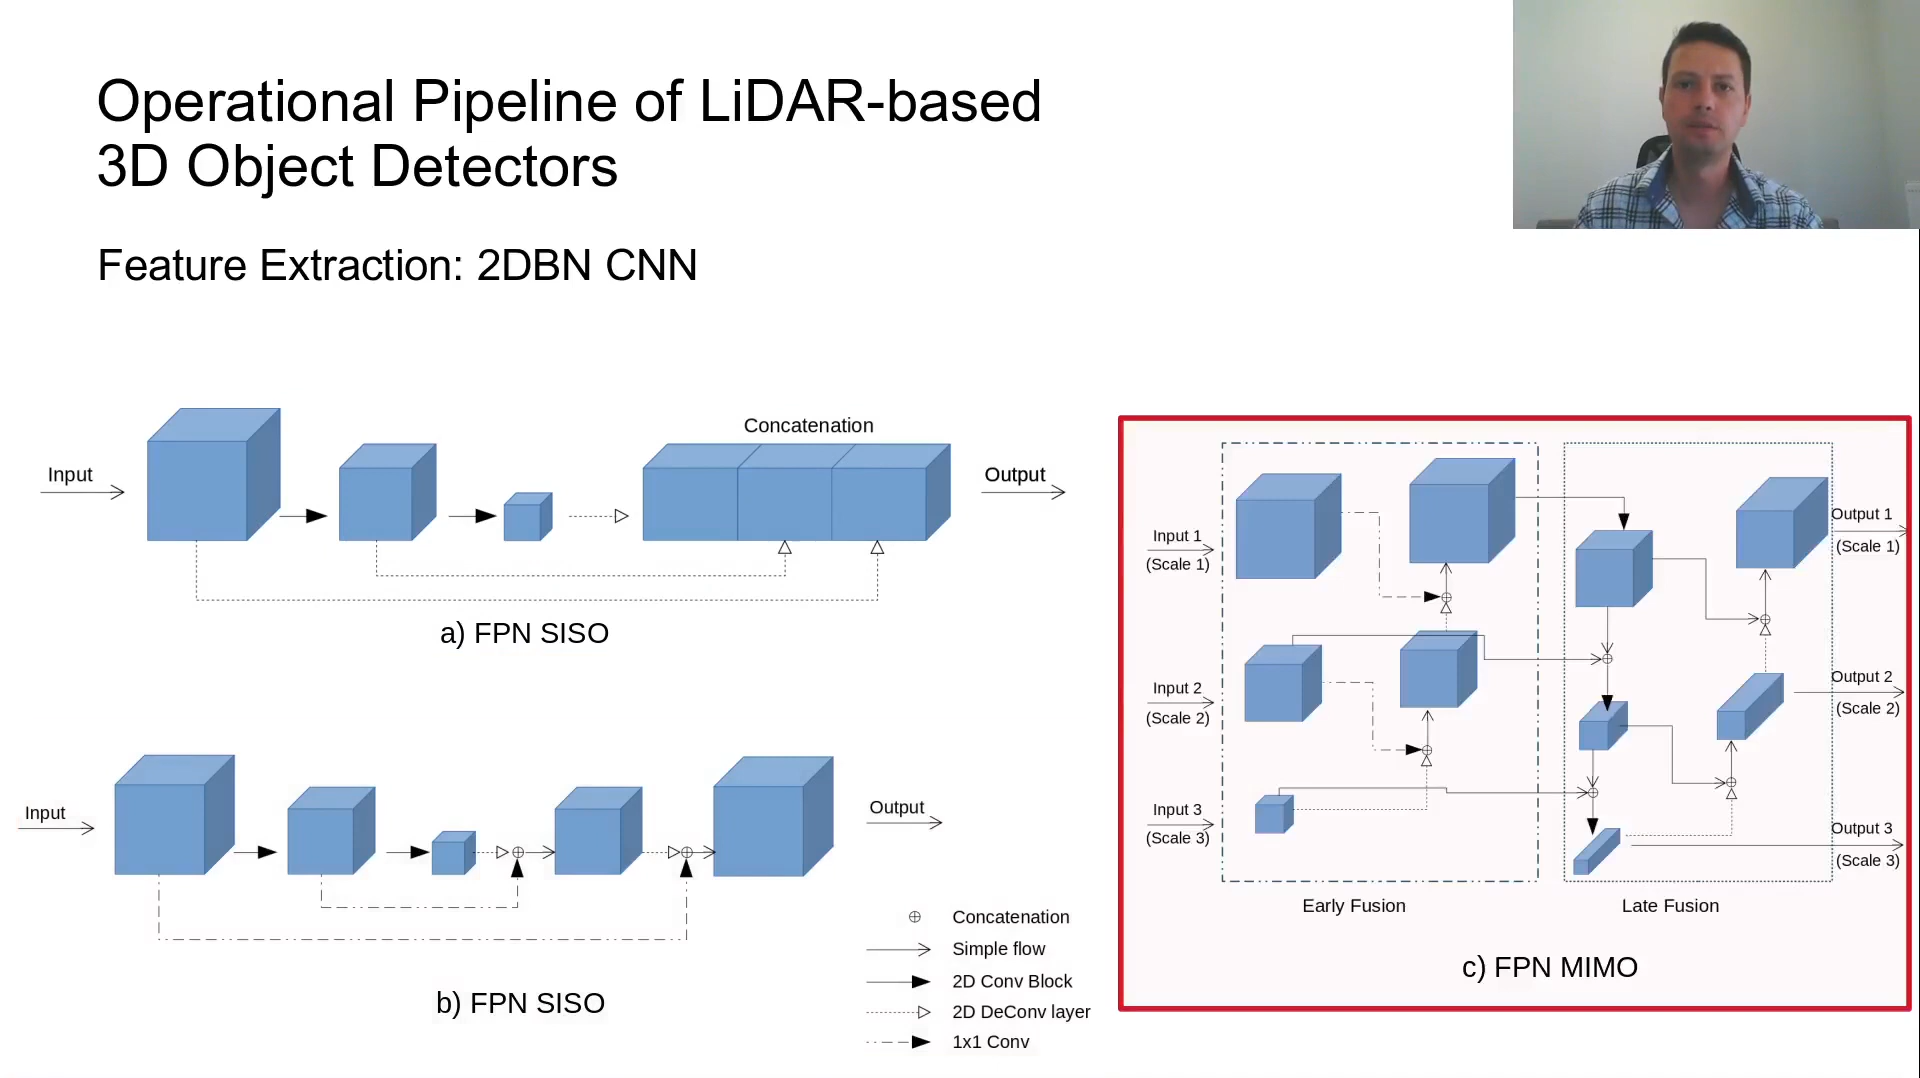 Operational Pipeline of LiDAR-based
3D Object Detectors
Feature Extraction: 2DBN CNN
Input
Concatenation
Output
a) FPN SISO
Input
Output
b) FPN SISO
Concatenation
Simple flow
2D Conv Block
2D DeConv layer
1x1 Conv
Input 1
(Scale 1)
Input 2
(Scale 2)
Input 3
(Scale 3)
Output 1
(Scale 1)
Output 2
(Scale 2)
Output 3
(Scale 3)
Early Fusion
Late Fusion
c) FPN MIMO